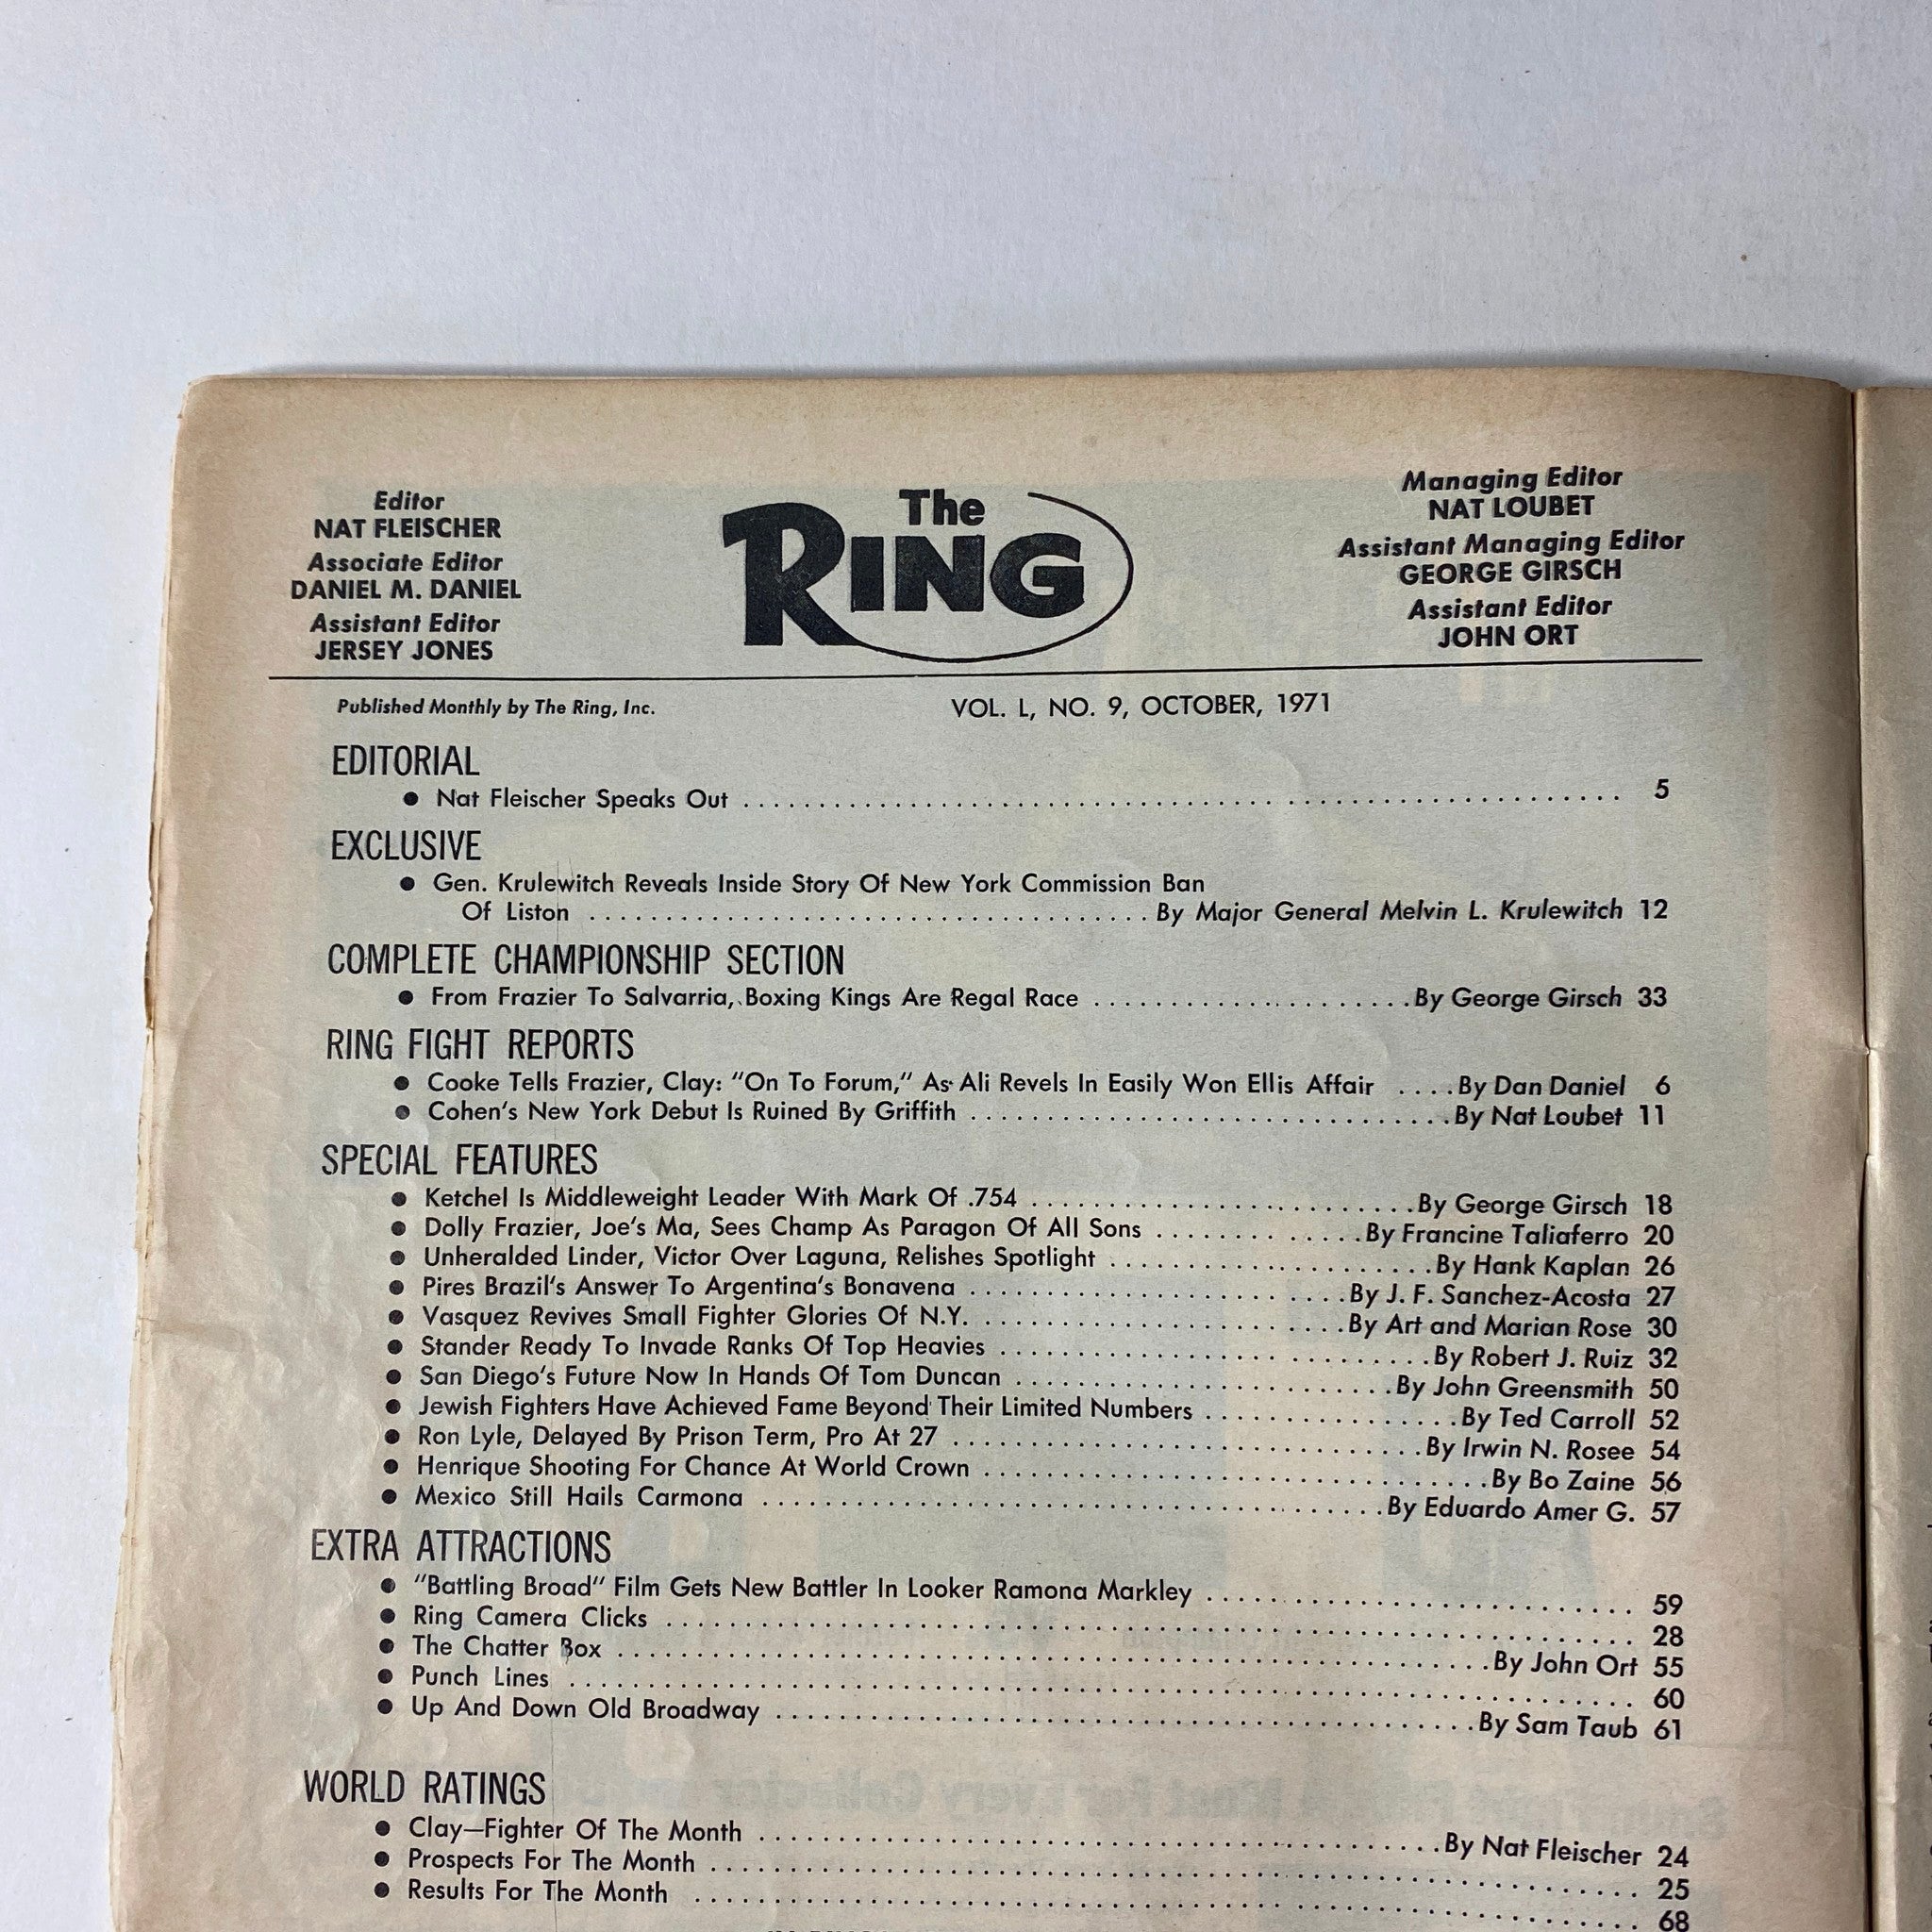 Editor
NAT FLEISCHER
Associate Editor
DANIEL M. DANIEL
Assistant Editor
JERSEY JONES
The
RING
Managing Editor
NAT LOUBET
Assistant Managing Editor
GEORGE GIRSCH
Assistant Editor
JOHN ORT
Published Monthly by The Ring, Inc. VOL. L, NO. 9, OCTOBER, 1971
EDITORIAL
● Nat Fleischer Speaks Out 5
EXCLUSIVE
● Gen. Krulewitch Reveals Inside Story Of New York Commission Ban
Of Liston By Major General Melvin L. Krulewitch 12
COMPLETE CHAMPIONSHIP SECTION
● From Frazier To Salvarria, Boxing Kings Are Regal Race By George Girsch 33
RING FIGHT REPORTS
● Cooke Tells Frazier, Clay: "On To Forum," As Ali Revels In Easily Won Ellis Affair By Dan Daniel 6
● Cohen's New York Debut Is Ruined By Griffith By Nat Loubet 11
SPECIAL FEATURES
● Ketchel Is Middleweight Leader With Mark Of .754 By George Girsch 18
● Dolly Frazier, Joe's Ma, Sees Champ As Paragon Of All Sons By Francine Taliaferro 20
● Unheralded Linder, Victor Over Laguna, Relishes Spotlight By Hank Kaplan 26
● Pires Brazil's Answer To Argentina's Bonavena By J. F. Sanchez-Acosta 27
● Vasquez Revives Small Fighter Glories Of N.Y. By Art and Marian Rose 30
● Stander Ready To Invade Ranks Of Top Heavies By Robert J. Ruiz 32
● San Diego's Future Now In Hands Of Tom Duncan By John Greensmith 50
● Jewish Fighters Have Achieved Fame Beyond Their Limited Numbers By Ted Carroll 52
● Ron Lyle, Delayed By Prison Term, Pro At 27 By Irwin N. Rosee 54
● Henrique Shooting For Chance At World Crown By Bo Zaine 56
● Mexico Still Hails Carmona By Eduardo Amer G. 57
EXTRA ATTRACTIONS
● "Battling Broad" Film Gets New Battler In Looker Ramona Markley 59
● Ring Camera Clicks 28
● The Chatter Box By John Ort 55
● Punch Lines 60
● Up And Down Old Broadway By Sam Taub 61
WORLD RATINGS
● Clay—Fighter Of The Month By Nat Fleischer 24
● Prospects For The Month 25
● Results For The Month 68